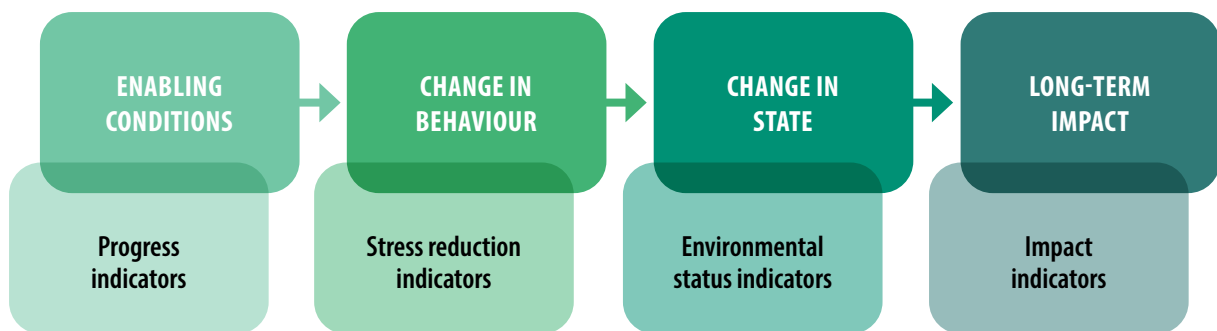 ENABLING
CONDITIONS
Progress
indicators
CHANGE IN
BEHAVIOUR
Stress reduction
indicators
CHANGE IN
STATE
Environmental
status indicators
LONG-TERM
IMPACT
Impact
indicators